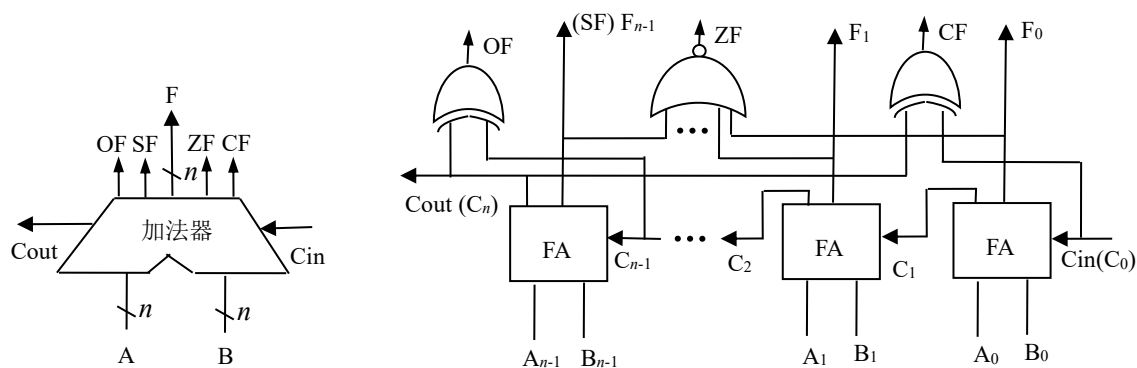 F
OF SF ZF CF
n
加法器
Cout Cin
n n
A B
OF (SF) Fn-1 ZF F1 CF F0
•••
Cout (Cn)
FA Cn-1 ••• C2 FA C1 FA Cin(C0)
An-1 Bn-1 A1 B1 A0 B0